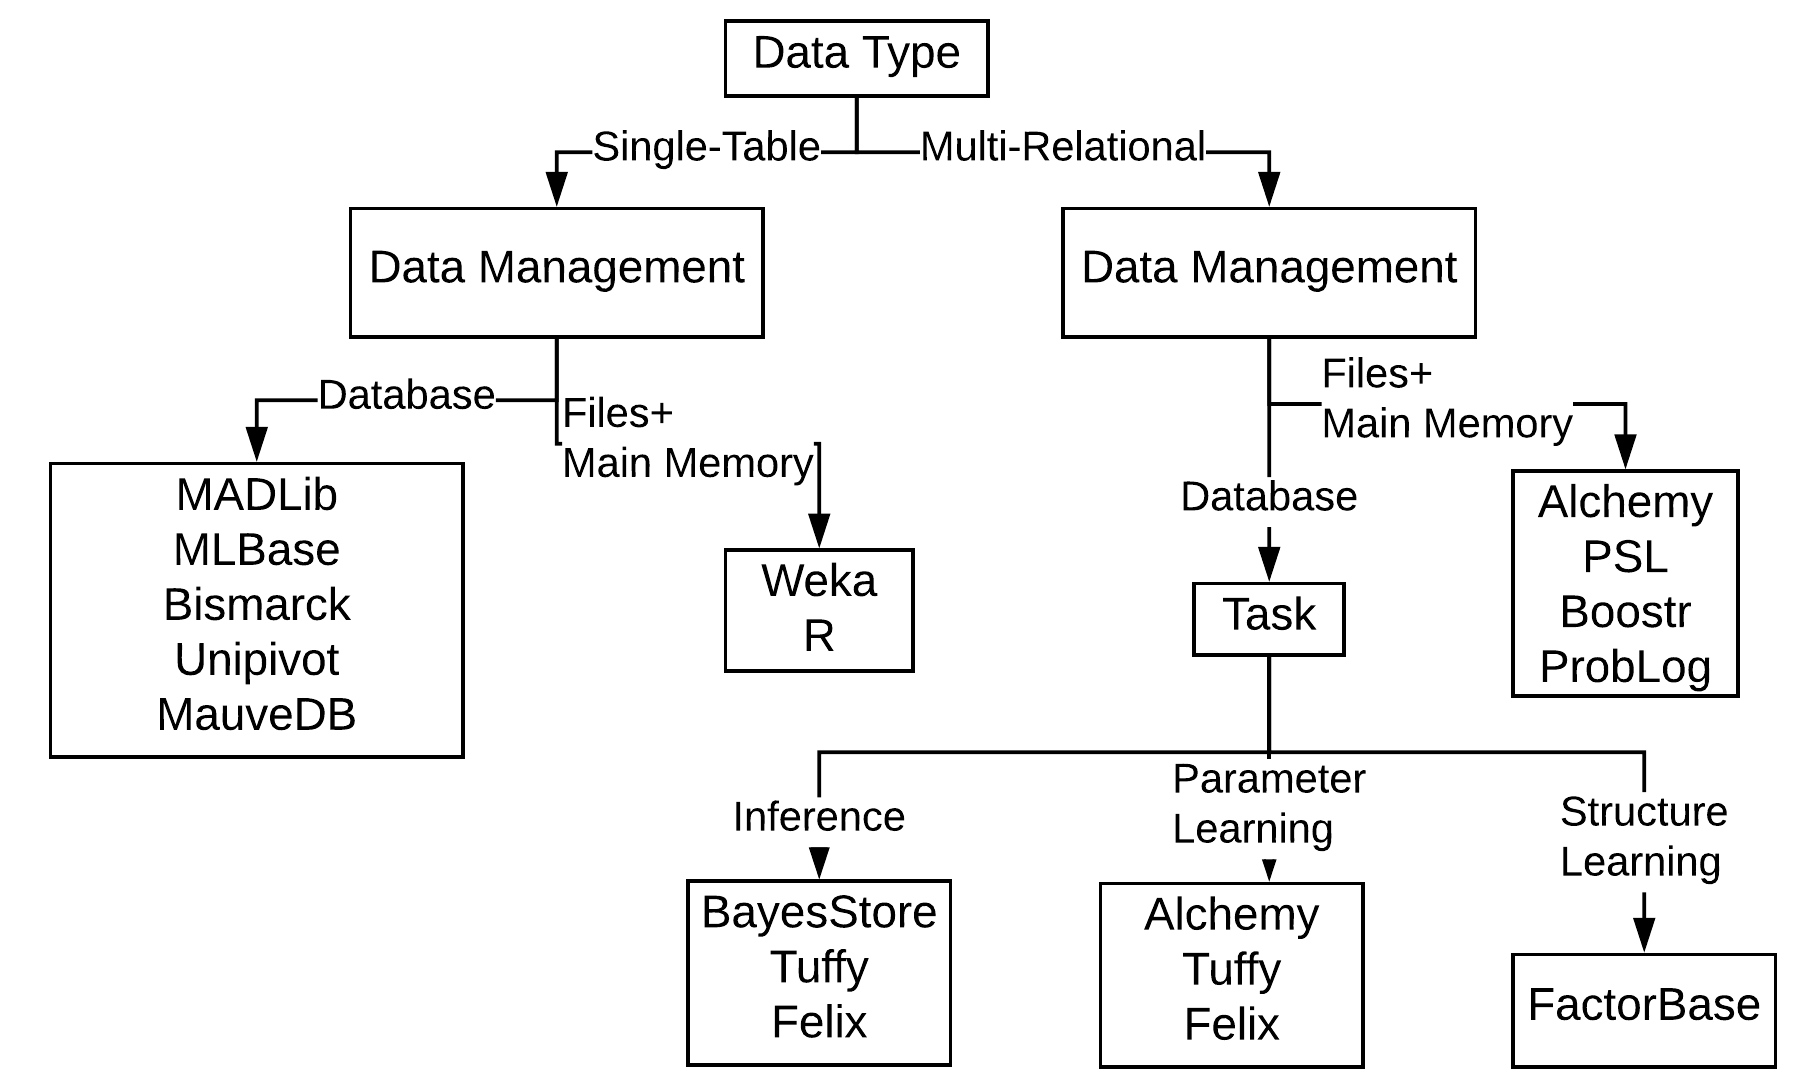 Data Type
Single-Table
Multi-Relational
Data Management
Data Management
Database
Files+
Main Memory
Files+
Main Memory
Database
MADLib
MLBase
Bismarck
Unipivot
MauveDB
Weka
R
Task
Alchemy
PSL
Boostr
ProbLog
Inference
Parameter
Learning
Structure
Learning
BayesStore
Tuffy
Felix
Alchemy
Tuffy
Felix
FactorBase